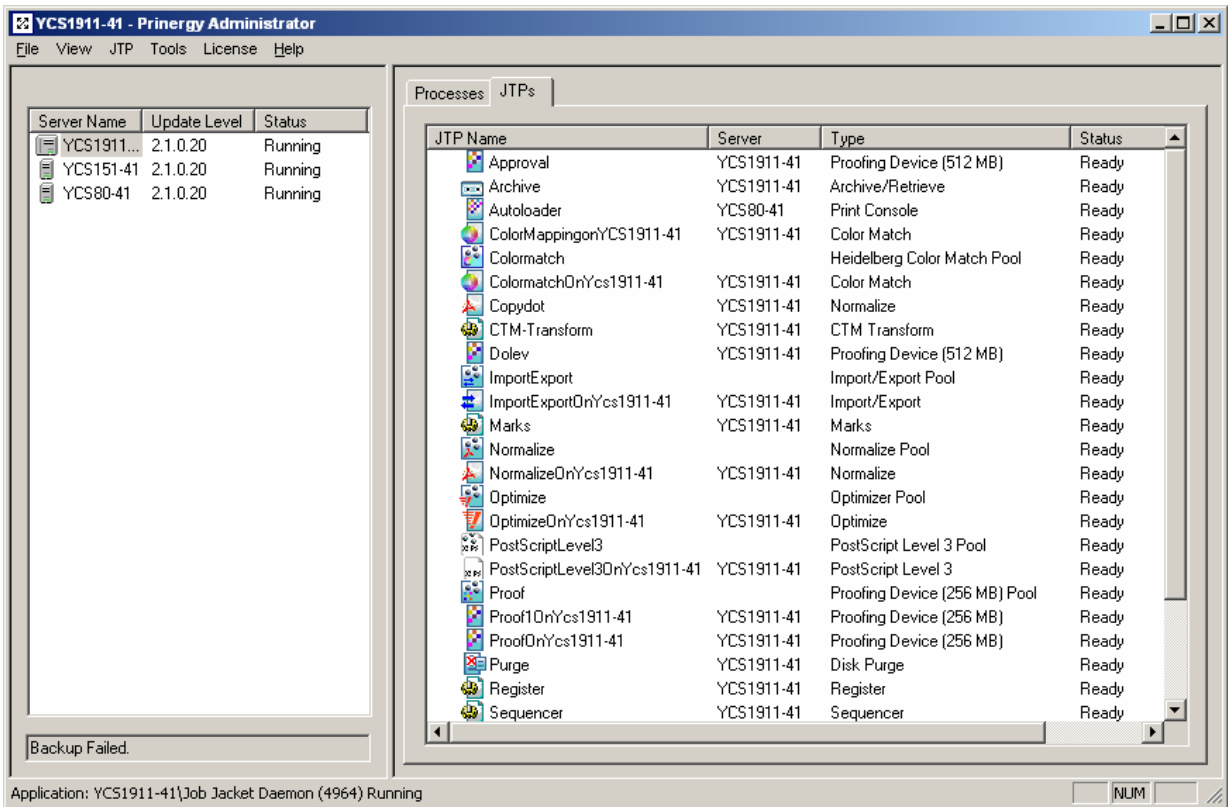 YCS1911-41 - Prinergy Administrator
File View JTP Tools License Help
Server Name Update Level Status
YCS1911... 2.1.0.20 Running
YCS151-41 2.1.0.20 Running
YCS80-41 2.1.0.20 Running
Backup Failed.
Processes JTPs
JTP Name Server Type Status
Approval YCS1911-41 Proofing Device (512 MB) Ready
Archive YCS1911-41 Archive/Retrieve Ready
Autoloader YCS80-41 Print Console Ready
ColorMappingonYCS1911-41 YCS1911-41 Color Match Ready
Colormatch Heidelberg Color Match Pool Ready
ColormatchOnYcs1911-41 YCS1911-41 Color Match Ready
Copydot YCS1911-41 Normalize Ready
CTM-Transform YCS1911-41 CTM Transform Ready
Dolev YCS1911-41 Proofing Device (512 MB) Ready
ImportExport Import/Export Pool Ready
ImportExportOnYcs1911-41 YCS1911-41 Import/Export Ready
Marks YCS1911-41 Marks Ready
Normalize Normalize Pool Ready
NormalizeOnYcs1911-41 YCS1911-41 Normalize Ready
Optimize Optimizer Pool Ready
OptimizeOnYcs1911-41 YCS1911-41 Optimize Ready
PostScriptLevel3 PostScript Level 3 Pool Ready
PostScriptLevel3OnYcs1911-41 YCS1911-41 PostScript Level 3 Ready
Proof Proofing Device (256 MB) Pool Ready
Proof1OnYcs1911-41 YCS1911-41 Proofing Device (256 MB) Ready
ProofOnYcs1911-41 YCS1911-41 Proofing Device (256 MB) Ready
Purge YCS1911-41 Disk Purge Ready
Register YCS1911-41 Register Ready
Sequencer YCS1911-41 Sequencer Ready
Application: YCS1911-41\Job Jacket Daemon (4964) Running NUM